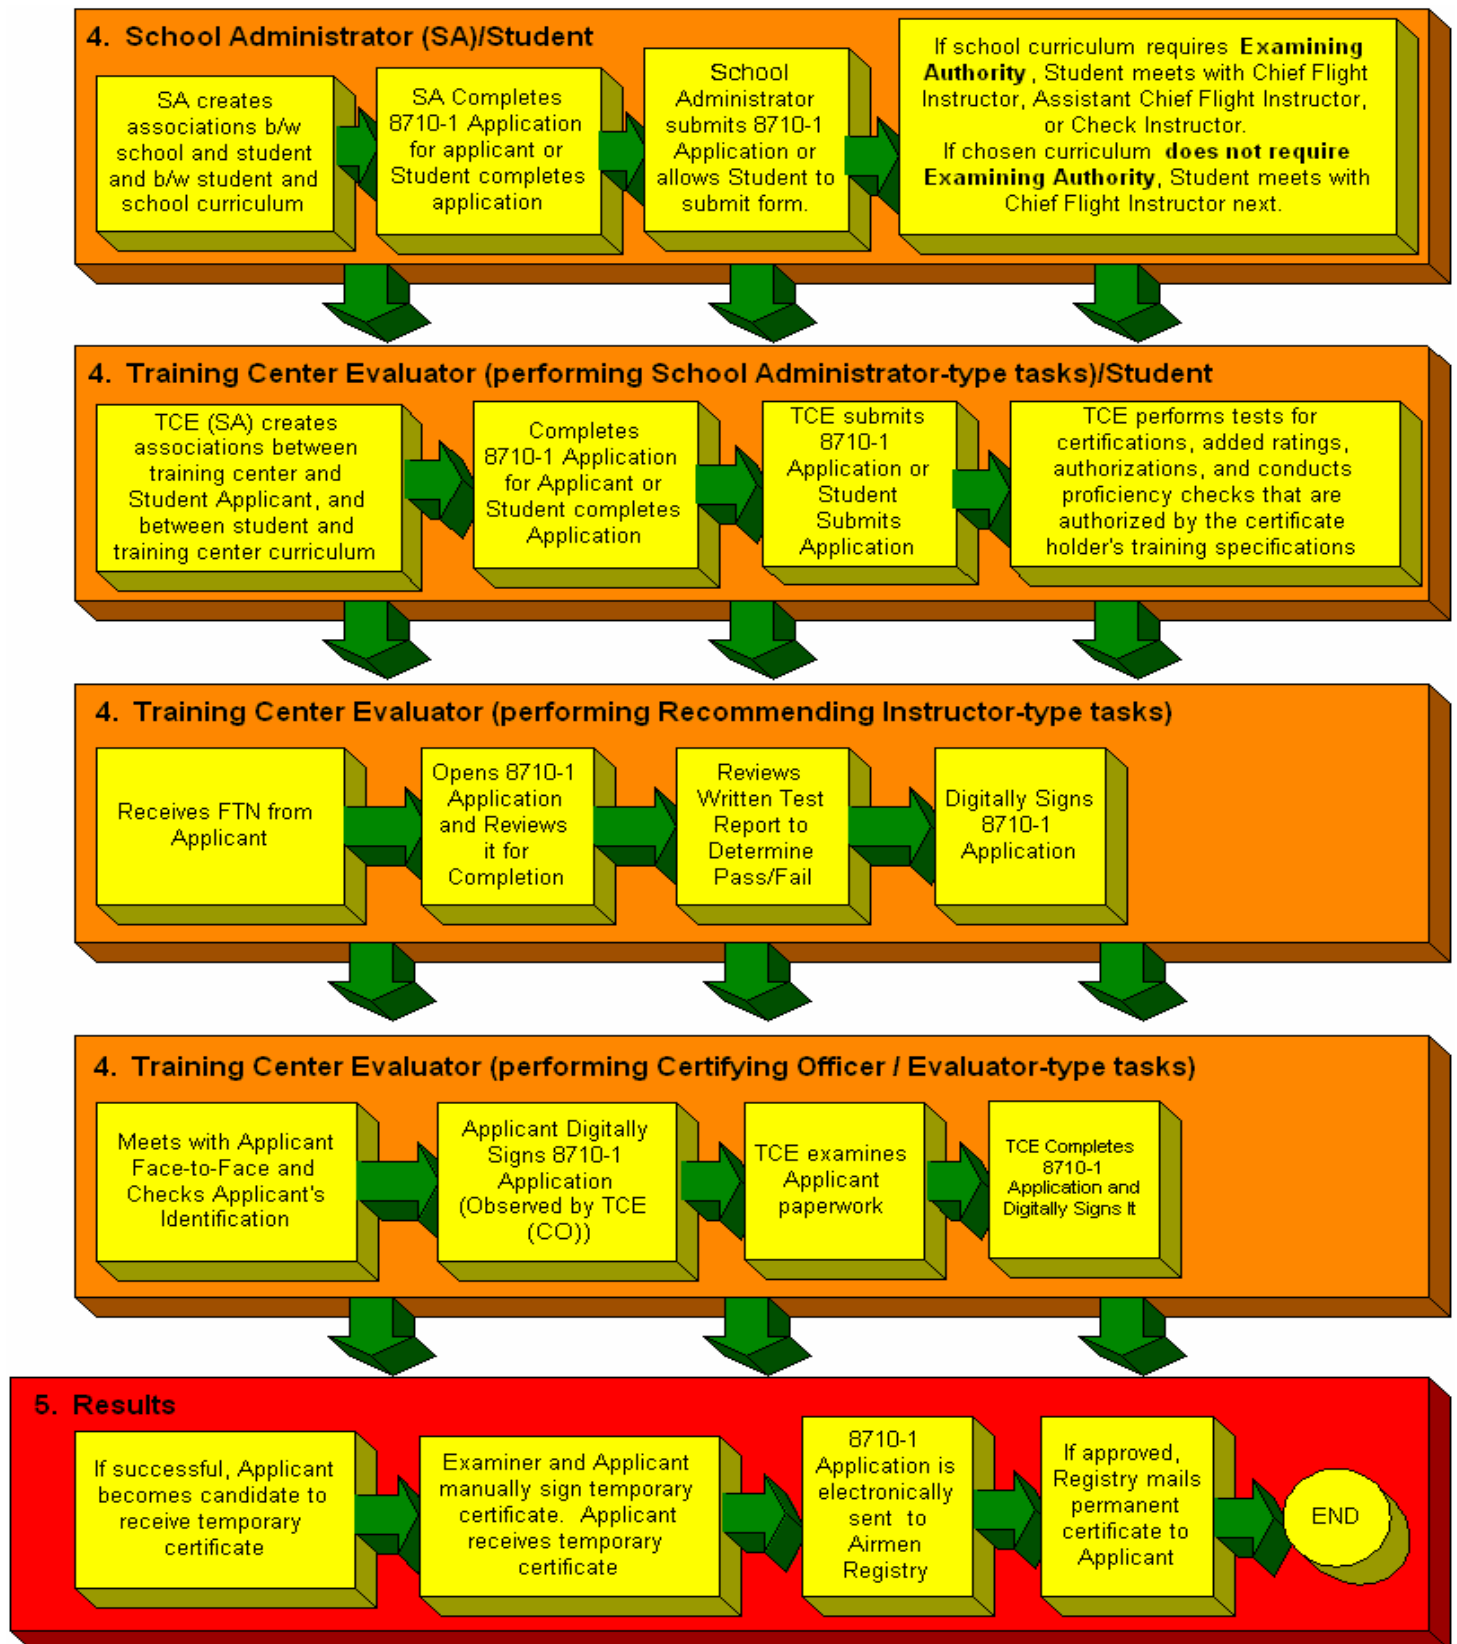 4. School Administrator (SA)/Student
SA creates
associations b/w
school and student
and b/w student and
school curriculum
SA Completes
8710-1 Application
for applicant or
Student completes
application
School
Administrator
submits 8710-1
Application or
allows Student to
submit form.
If school curriculum requires Examining
Authority, Student meets with Chief Flight
Instructor, Assistant Chief Flight Instructor,
or Check Instructor.
If chosen curriculum does not require
Examining Authority, Student meets with
Chief Flight Instructor next.
4. Training Center Evaluator (performing School Administrator-type tasks)/Student
TCE (SA) creates
associations between
training center and
Student Applicant, and
between student and
training center curriculum
Completes
8710-1 Application
for Applicant or
Student completes
Application
TCE submits
8710-1
Application or
Student
Submits
Application
TCE performs tests for
certifications, added ratings,
authorizations, and conducts
proficiency checks that are
authorized by the certificate
holder's training specifications
4. Training Center Evaluator (performing Recommending Instructor-type tasks)
Receives FTN from
Applicant
Opens 8710-1
Application
and Reviews
it for
Completion
Reviews
Written Test
Report to
Determine
Pass/Fail
Digitally Signs
8710-1
Application
4. Training Center Evaluator (performing Certifying Officer / Evaluator-type tasks)
Meets with Applicant
Face-to-Face and
Checks Applicant's
Identification
Applicant Digitally
Signs 8710-1
Application
(Observed by TCE
(CO))
TCE examines
Applicant
paperwork
TCE Completes
8710-1
Application and
Digitally Signs It
5. Results
If successful, Applicant
becomes candidate to
receive temporary
certificate
Examiner and Applicant
manually sign temporary
certificate. Applicant
receives temporary
certificate
8710-1
Application is
electronically
sent to
Airmen
Registry
If approved,
Registry mails
permanent
certificate to
Applicant
END